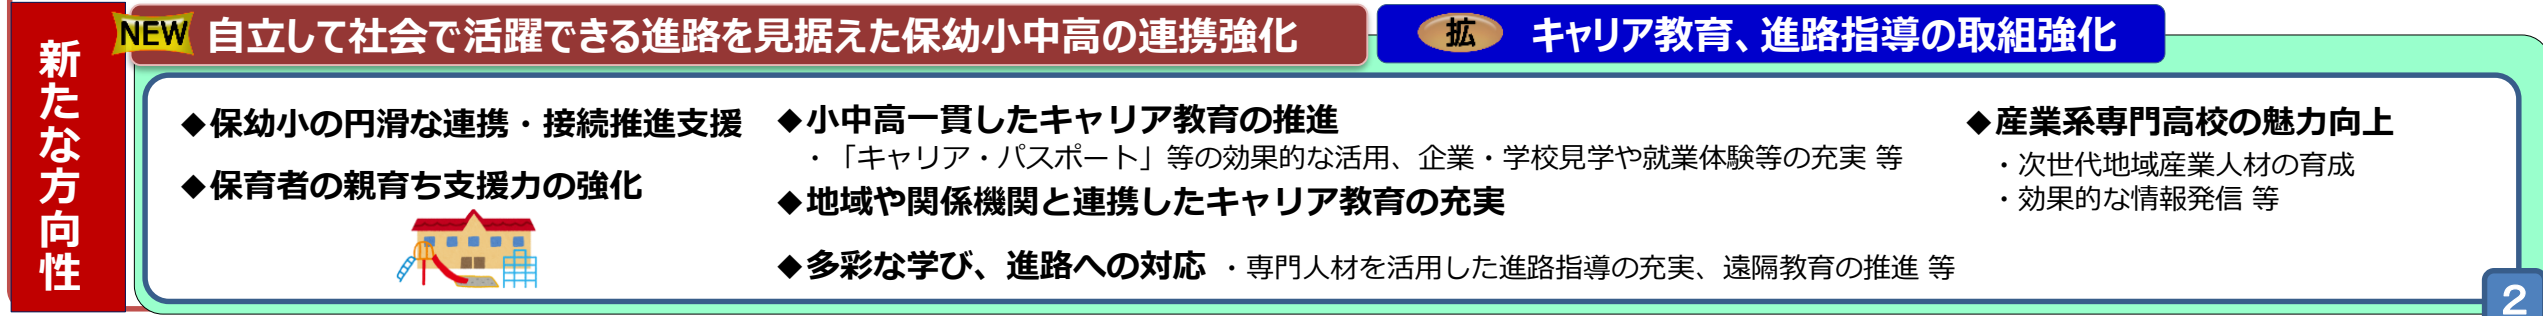 新たな方向性
NEW 自立して社会で活躍できる進路を見据えた保幼小中高の連携強化
拡 キャリア教育、進路指導の取組強化
◆保幼小の円滑な連携・接続推進支援
◆保育者の親育ち支援力の強化
◆小中高一貫したキャリア教育の推進
・「キャリア・パスポート」等の効果的な活用、企業・学校見学や就業体験等の充実 等
◆地域や関係機関と連携したキャリア教育の充実
◆多彩な学び、進路への対応 ・専門人材を活用した進路指導の充実、遠隔教育の推進 等
◆産業系専門高校の魅力向上
・次世代地域産業人材の育成
・効果的な情報発信 等
2